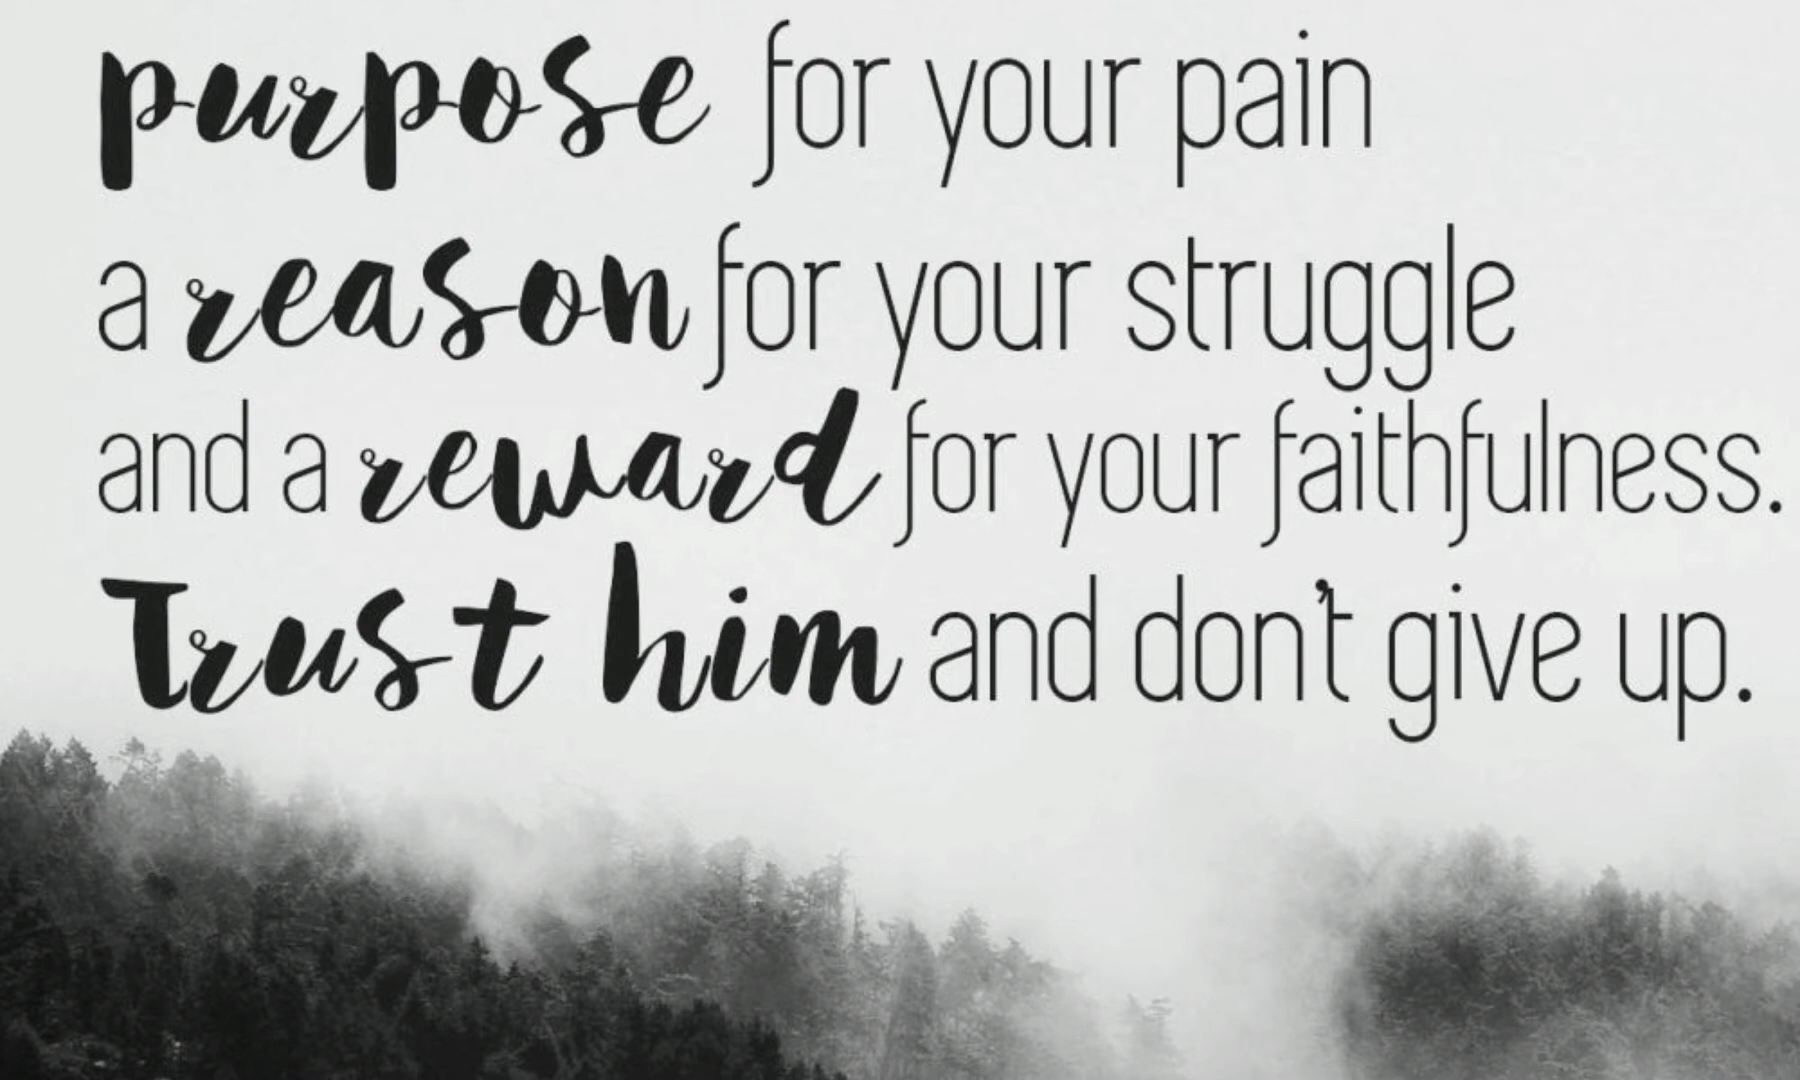 purpose for your pain
a reason for your struggle
and a reward for your faithfulness.
Trust him and don't give up.